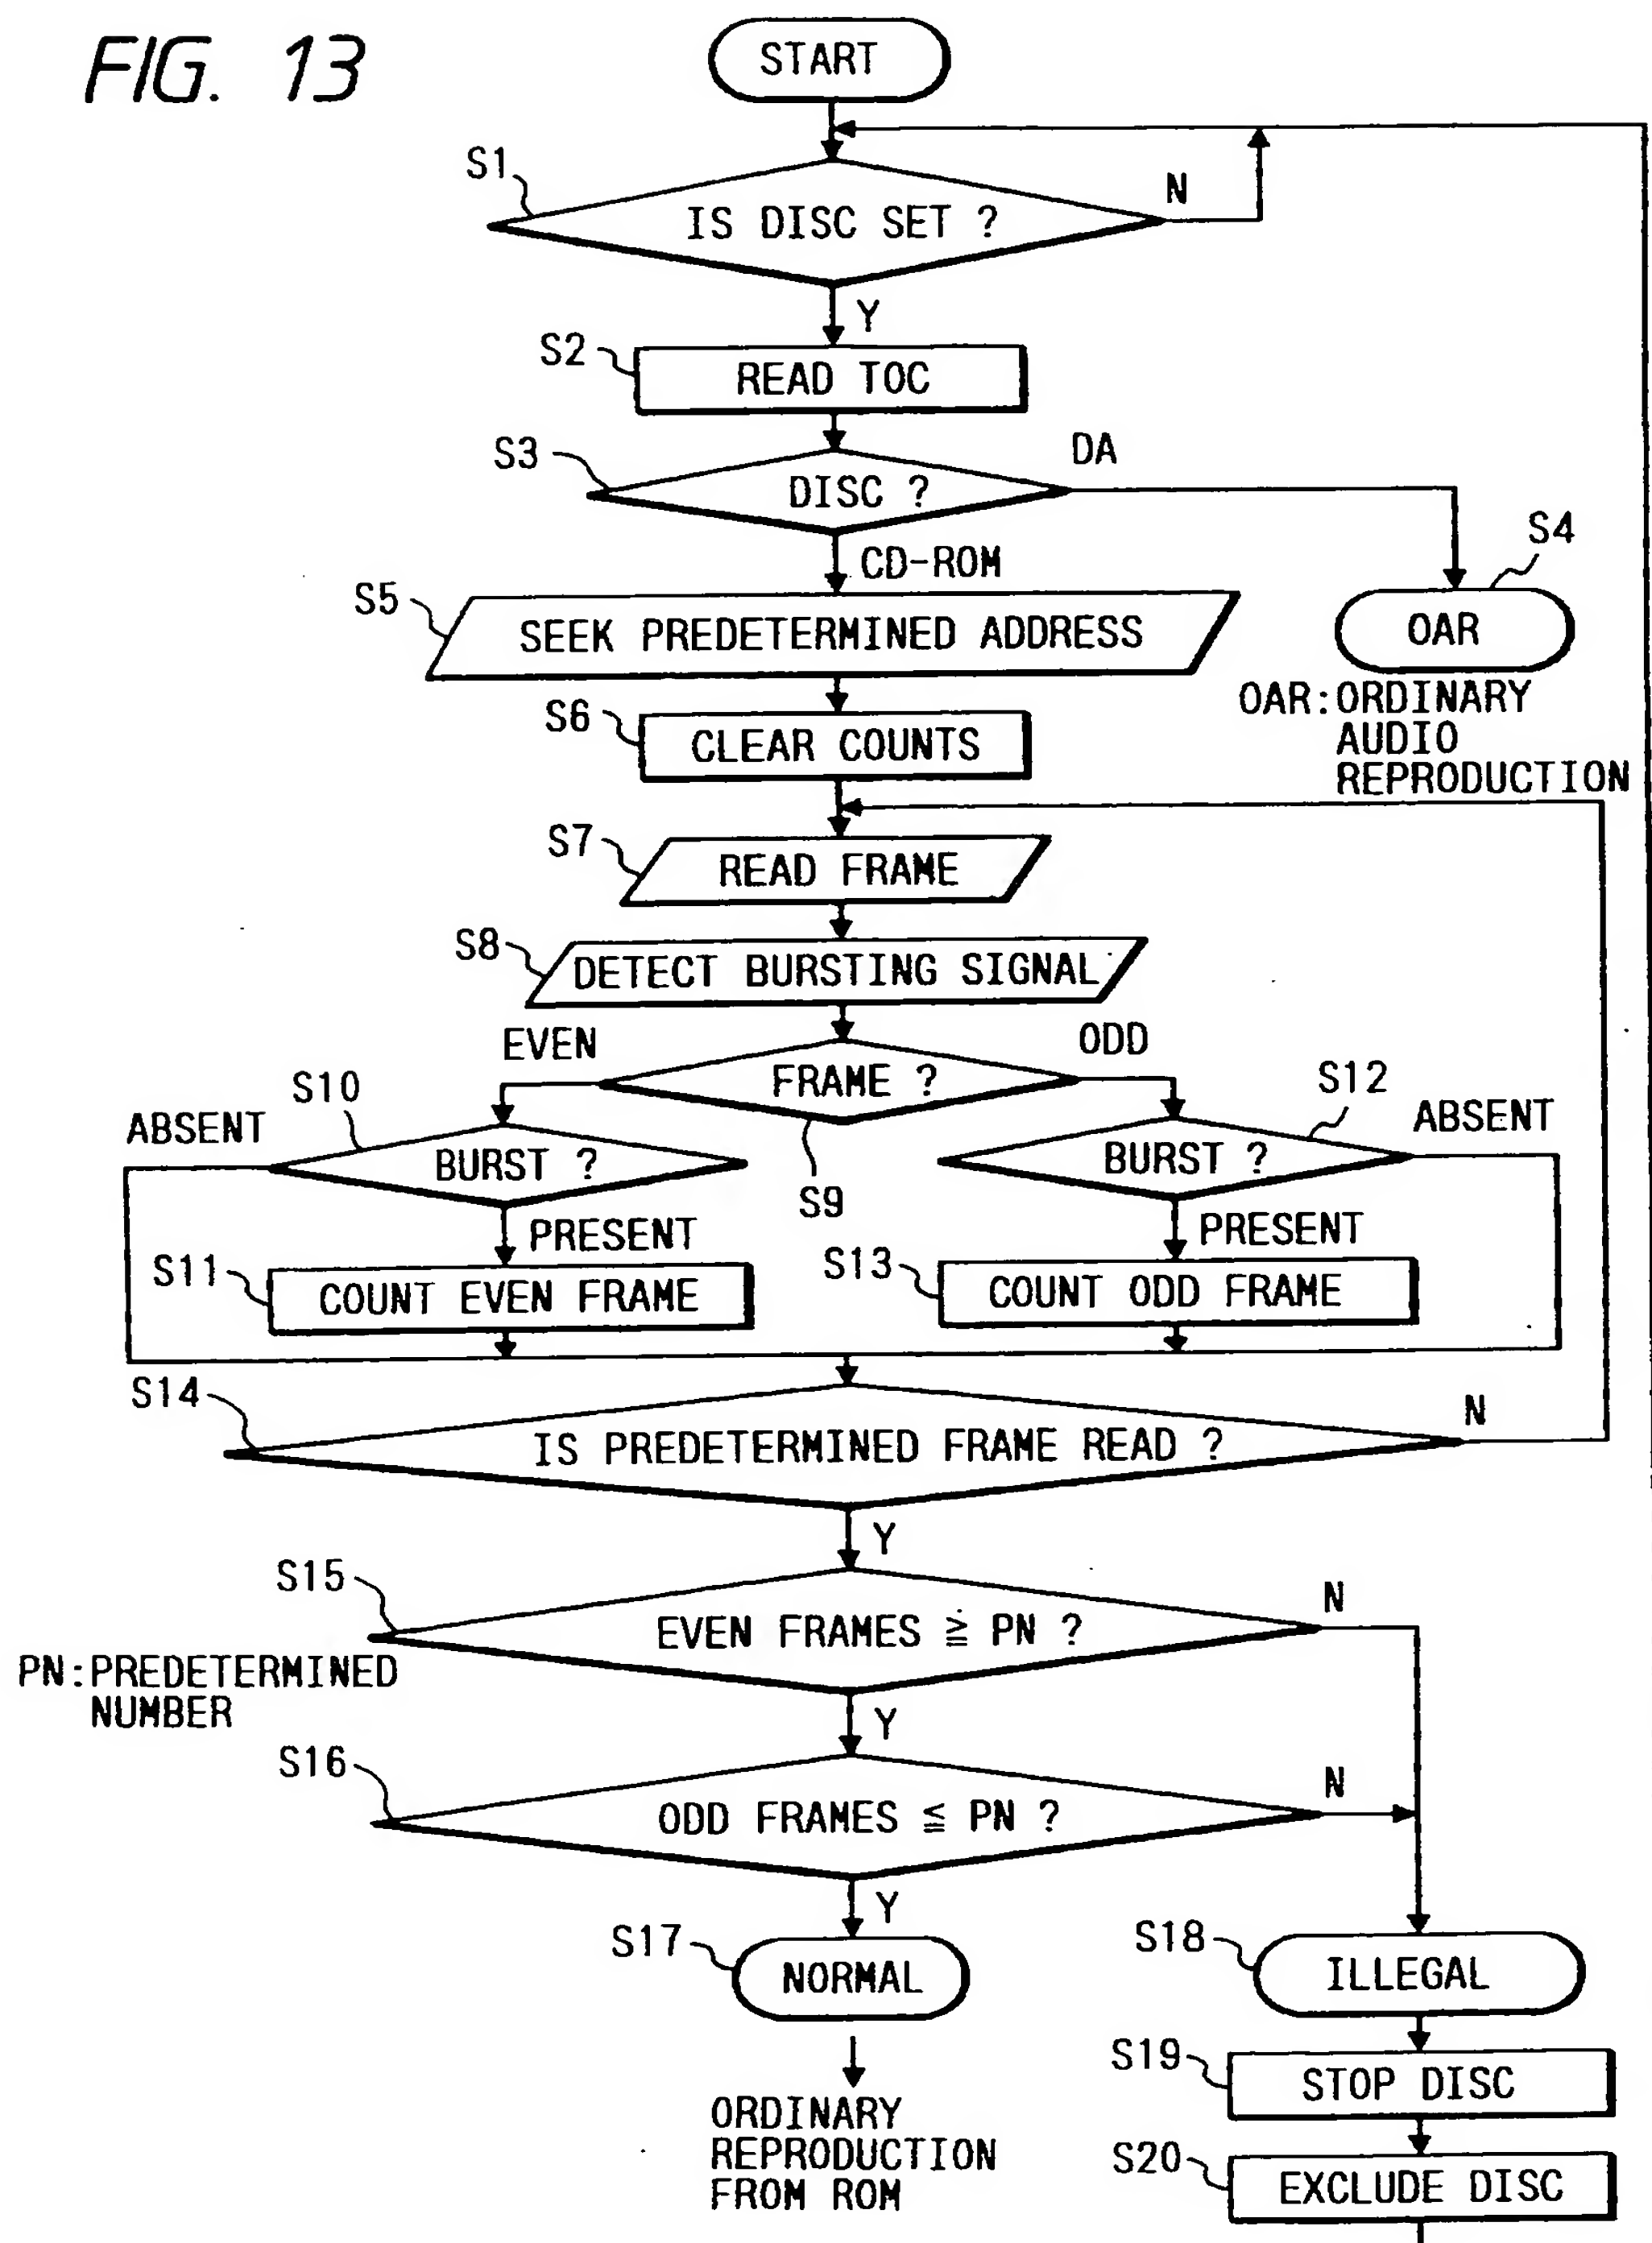 FIG. 13
START
S1
IS DISC SET ?
N
Y
S2
READ TOC
S3
DISC ?
DA
CD-ROM
S4
OAR
OAR:ORDINARY
AUDIO
REPRODUCTION
S5
SEEK PREDETERMINED ADDRESS
S6
CLEAR COUNTS
S7
READ FRAME
S8
DETECT BURSTING SIGNAL
EVEN
ODD
FRAME ?
S9
S10
ABSENT
BURST ?
PRESENT
S12
ABSENT
BURST ?
PRESENT
S11
COUNT EVEN FRAME
S13
COUNT ODD FRAME
S14
IS PREDETERMINED FRAME READ ?
N
Y
S15
EVEN FRAMES ≧ PN ?
N
PN:PREDETERMINED
NUMBER
Y
S16
ODD FRAMES ≦ PN ?
N
Y
S17
NORMAL
S18
ILLEGAL
ORDINARY
REPRODUCTION
FROM ROM
S19
STOP DISC
S20
EXCLUDE DISC